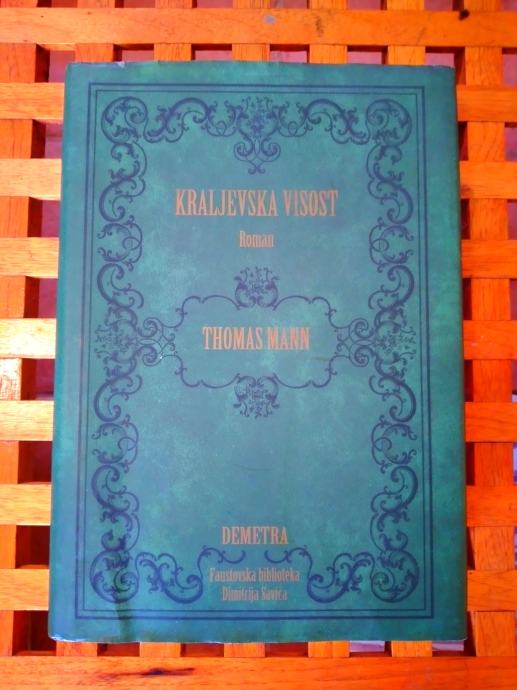 KRALJEVSKA VISOST
Roman
THOMAS MANN
DEMETRA
Faustovska biblioteka
Dimitrija Savića